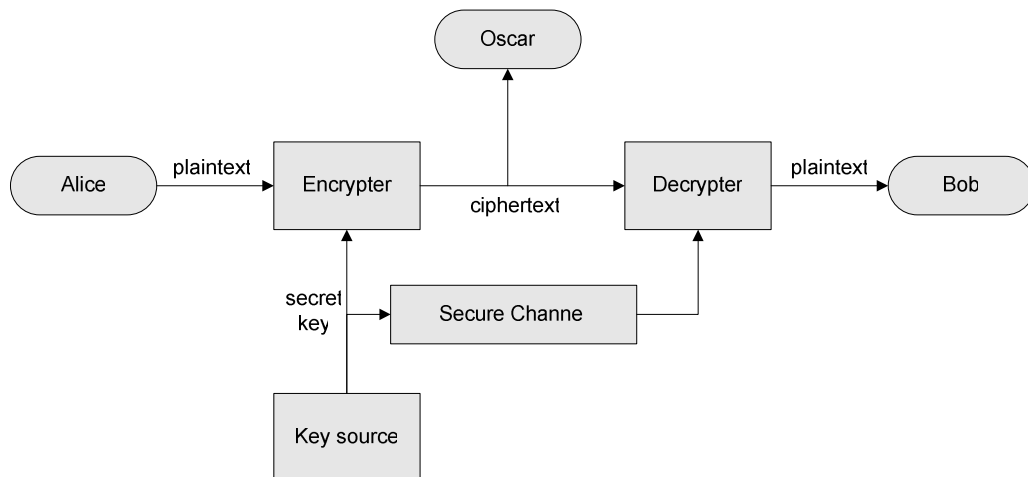 Oscar
Alice
plaintext
Encrypter
ciphertext
Decrypter
plaintext
Bob
secret
key
Secure Channe
Key source